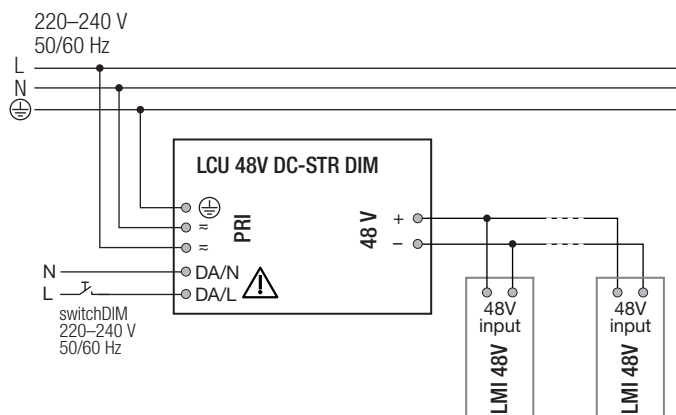 220–240 V
50/60 Hz
L
N
LCU 48V DC-STR DIM
≂
≂
PRI
48 V
+
−
N
DA/N
L
DA/L
switchDIM
220–240 V
50/60 Hz
48V
input
LMI 48V
48V
input
LMI 48V